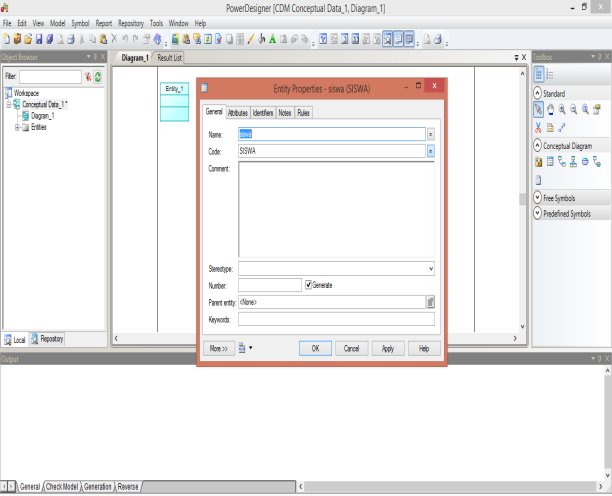 PowerDesigner [CDM Conceptual Data_1, Diagram_1]
File Edit View Model Symbol Report Repository Tools Window Help
Object Browser
Diagram_1 Result List
Toolbox
Filter:
Workspace
Conceptual Data_1 *
Diagram_1
Entities
Entity_1
Entity Properties - siswa (SISWA)
General Attributes Identifiers Notes Rules
Name: siswa
Code: SISWA
Comment:
Stereotype:
Number: Generate
Parent entity: <None>
Keywords:
More >> OK Cancel Apply Help
Standard
Conceptual Diagram
Free Symbols
Predefined Symbols
Local Repository
Output
General Check Model Generation Reverse